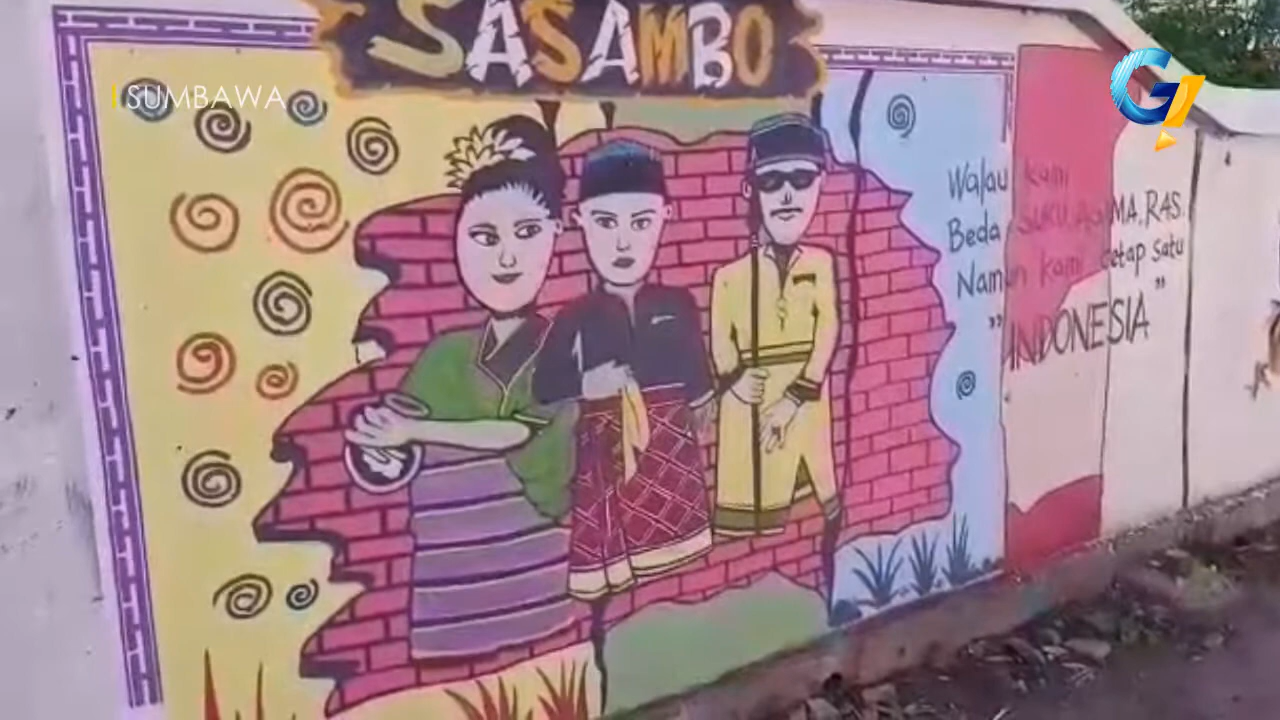 SASAMBO
SUMBAWA
Walau kami
Beda, SUKU, AgAMA, RAS.
Namun kami tetap satu
"INDONESIA"